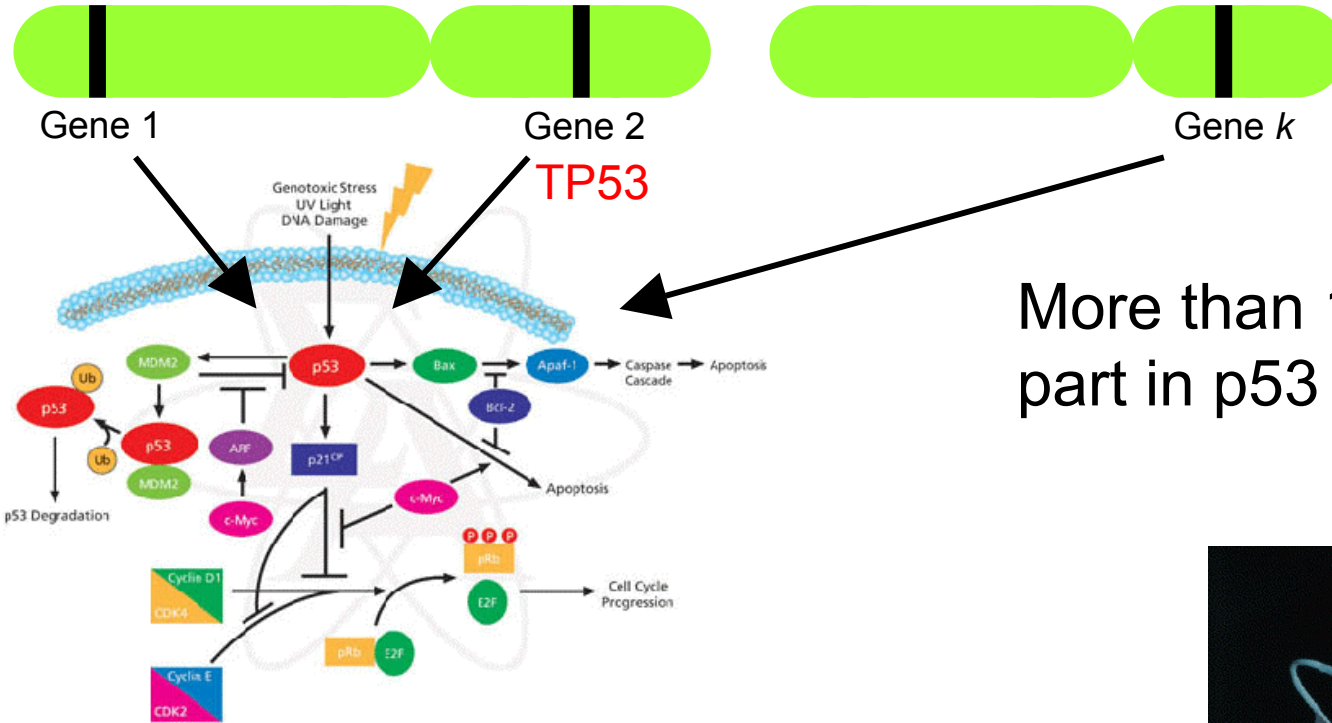 Gene 1
Gene 2
Gene k
TP53
Genotoxic Stress
UV Light
DNA Damage
More than
part in p53
MDM2
p53
Bax
Apaf-1
Caspase
Cascade
Apoptosis
Ub
p53
Bcl-2
Ub
p53
ARF
p21CIP
MDM2
c-Myc
Apoptosis
p53 Degradation
c-Myc
P P P
pRb
Cyclin D1
CDK4
E2F
Cell Cycle
Progression
pRb
E2F
Cyclin E
CDK2